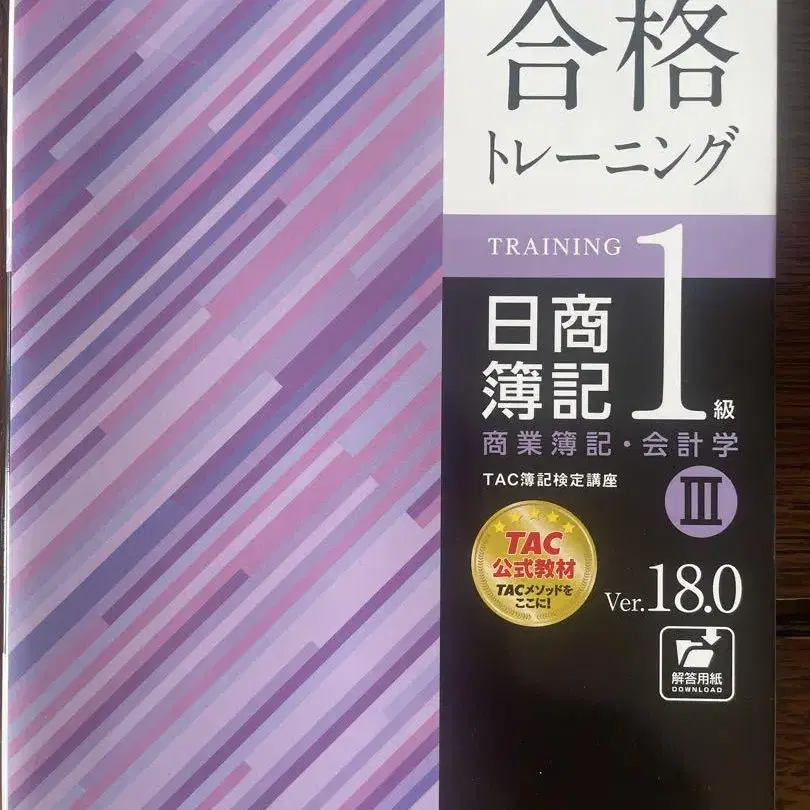 合格
トレーニング
TRAINING
日商
簿記
1級
商業簿記・会計学
TAC簿記検定講座
III
TAC
公式教材
TACメソッドを
ここに!
Ver.18.0
解答用紙
DOWNLOAD